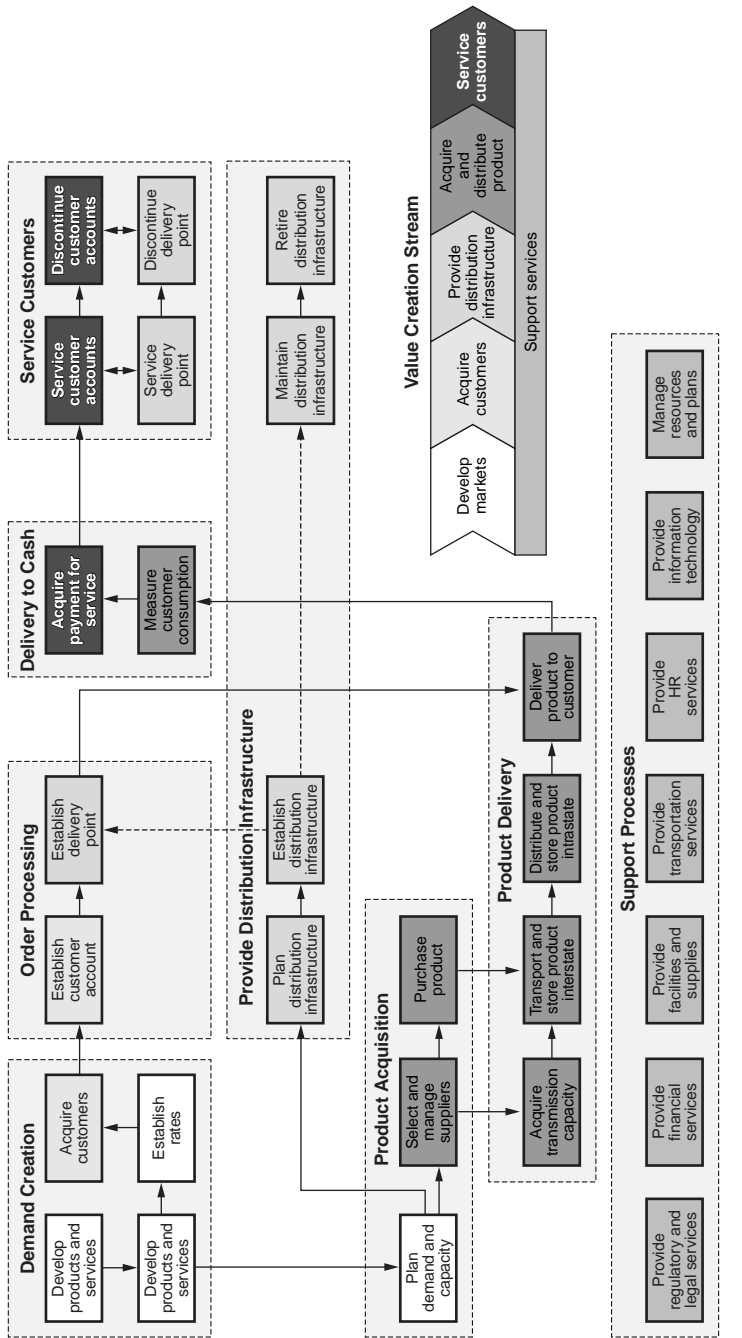 Demand Creation
Develop
products and
services
Develop
products and
services
Acquire
customers
Establish
rates
Order Processing
Establish
customer
account
Establish
delivery
point
Delivery to Cash
Acquire
payment for
service
Measure
customer
consumption
Service Customers
Service
customer
accounts
Discontinue
customer
accounts
Service
delivery
point
Discontinue
delivery
point
Provide Distribution Infrastructure
Plan
distribution
infrastructure
Establish
distribution
infrastructure
Maintain
distribution
infrastructure
Retire
distribution
infrastructure
Product Acquisition
Plan
demand and
capacity
Select and
manage
suppliers
Purchase
product
Product Delivery
Acquire
transmission
capacity
Transport and
store product
interstate
Distribute and
store product
intrastate
Deliver
product to
customer
Value Creation Stream
Develop
markets
Acquire
customers
Provide
distribution
infrastructure
Acquire
and
distribute
product
Service
customers
Support services
Support Processes
Provide
regulatory and
legal services
Provide
financial
services
Provide
facilities and
supplies
Provide
transportation
services
Provide
HR
services
Provide
information
technology
Manage
resources
and plans